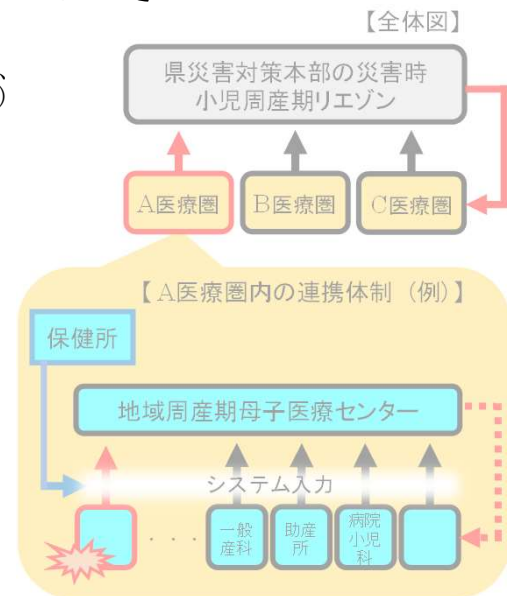 【全体図】
県災害対策本部の災害時
小児周産期リエゾン
A医療圏
B医療圏
C医療圏
【A医療圏内の連携体制（例）】
保健所
地域周産期母子医療センター
システム入力
・・・
一般
産科
助産
所
病院
小児
科